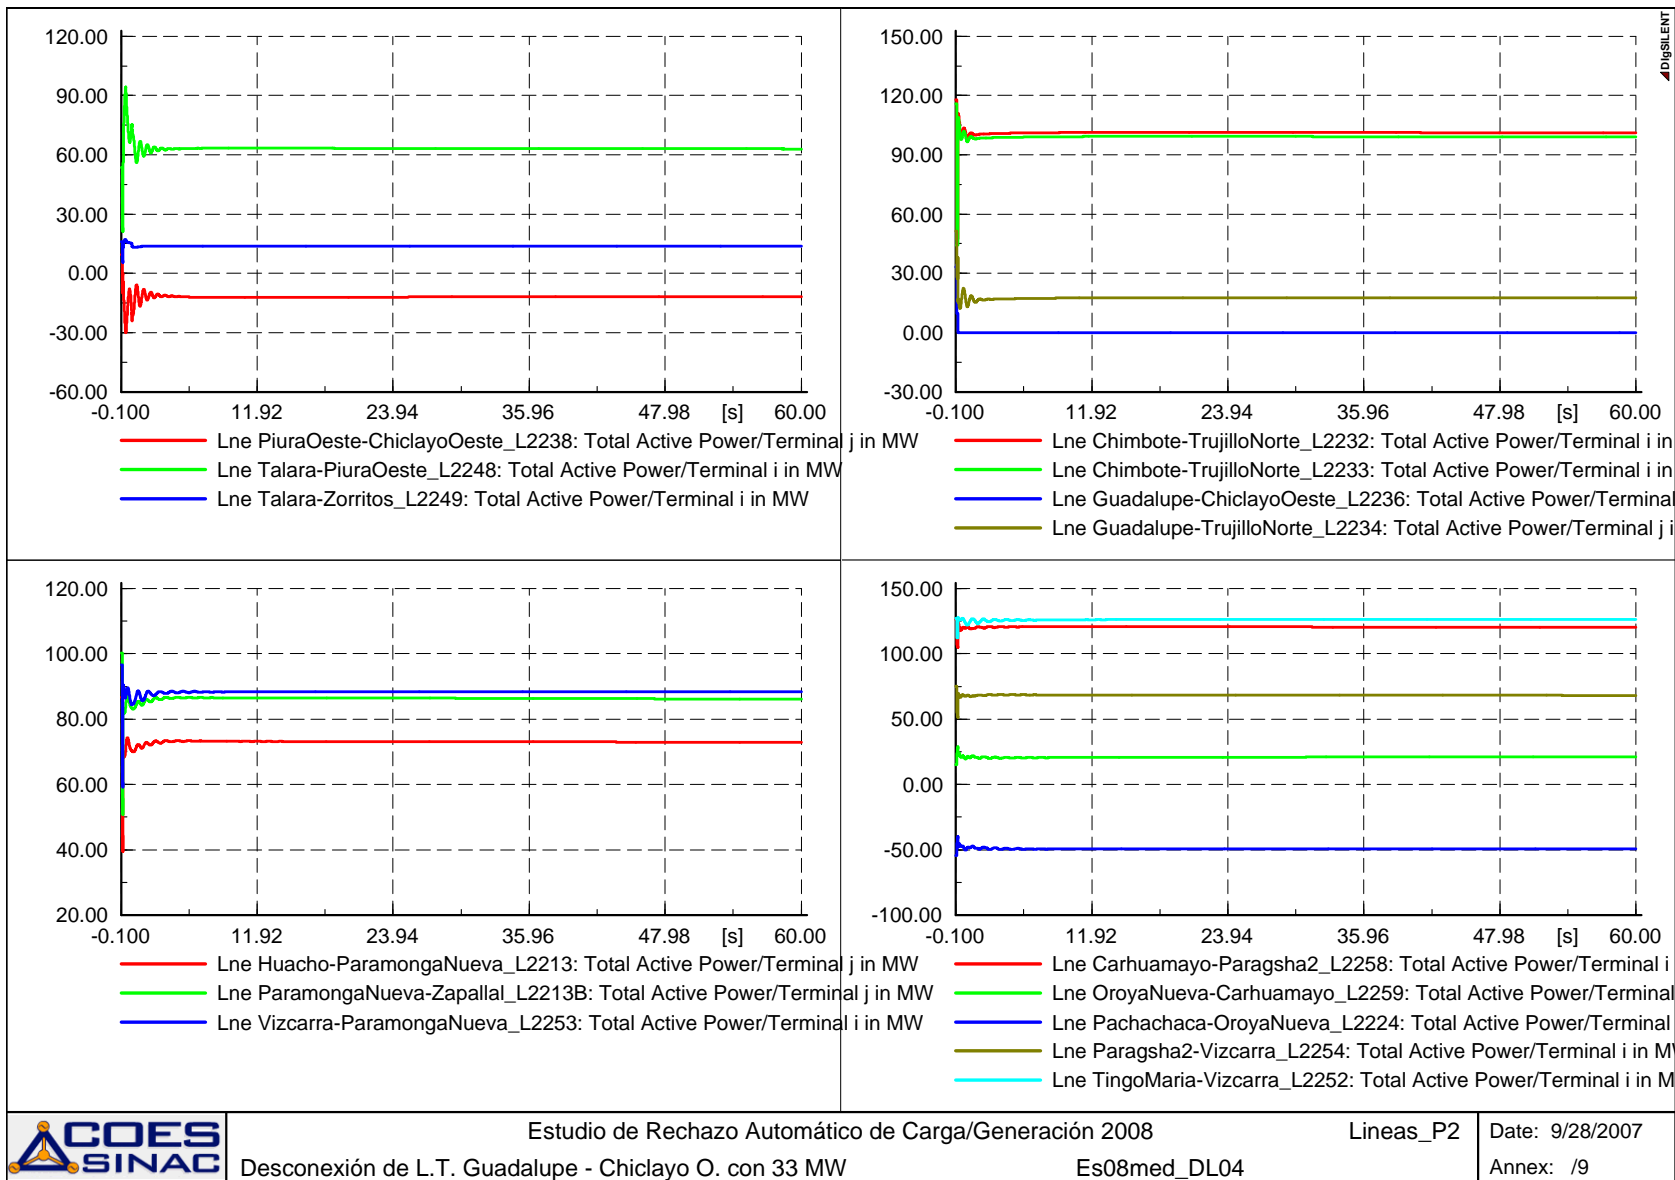 DIgSILENT
120.00
90.00
60.00
30.00
0.00
-30.00
-60.00
-0.100 11.92 23.94 35.96 47.98 [s] 60.00
Lne PiuraOeste-ChiclayoOeste_L2238: Total Active Power/Terminal j in MW
Lne Talara-PiuraOeste_L2248: Total Active Power/Terminal i in MW
Lne Talara-Zorritos_L2249: Total Active Power/Terminal i in MW
150.00
120.00
90.00
60.00
30.00
0.00
-30.00
-0.100 11.92 23.94 35.96 47.98 [s] 60.00
Lne Chimbote-TrujilloNorte_L2232: Total Active Power/Terminal i in
Lne Chimbote-TrujilloNorte_L2233: Total Active Power/Terminal i in
Lne Guadalupe-ChiclayoOeste_L2236: Total Active Power/Terminal
Lne Guadalupe-TrujilloNorte_L2234: Total Active Power/Terminal j i
120.00
100.00
80.00
60.00
40.00
20.00
-0.100 11.92 23.94 35.96 47.98 [s] 60.00
Lne Huacho-ParamongaNueva_L2213: Total Active Power/Terminal j in MW
Lne ParamongaNueva-Zapallal_L2213B: Total Active Power/Terminal j in MW
Lne Vizcarra-ParamongaNueva_L2253: Total Active Power/Terminal i in MW
150.00
100.00
50.00
0.00
-50.00
-100.00
-0.100 11.92 23.94 35.96 47.98 [s] 60.00
Lne Carhuamayo-Paragsha2_L2258: Total Active Power/Terminal i
Lne OroyaNueva-Carhuamayo_L2259: Total Active Power/Terminal
Lne Pachachaca-OroyaNueva_L2224: Total Active Power/Terminal
Lne Paragsha2-Vizcarra_L2254: Total Active Power/Terminal i in M
Lne TingoMaria-Vizcarra_L2252: Total Active Power/Terminal i in M
COES
SINAC
Estudio de Rechazo Automático de Carga/Generación 2008 Lineas_P2
Desconexión de L.T. Guadalupe - Chiclayo O. con 33 MW Es08med_DL04
Date: 9/28/2007
Annex: /9